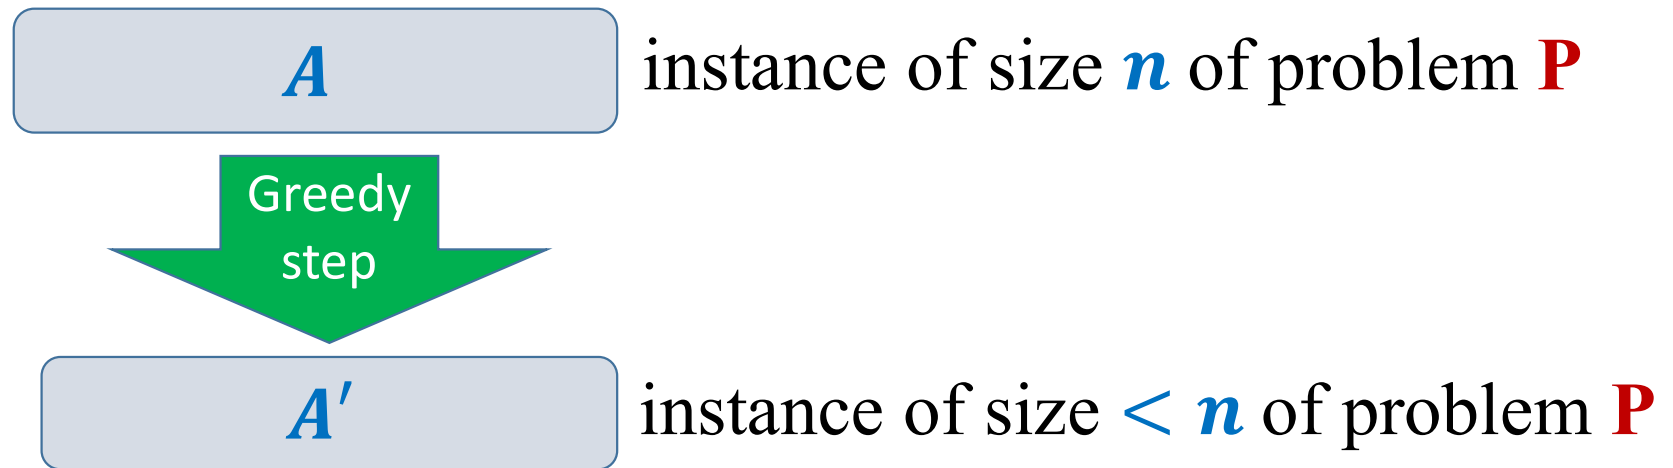 A instance of size n of problem P
Greedy
step
A′ instance of size < n of problem P